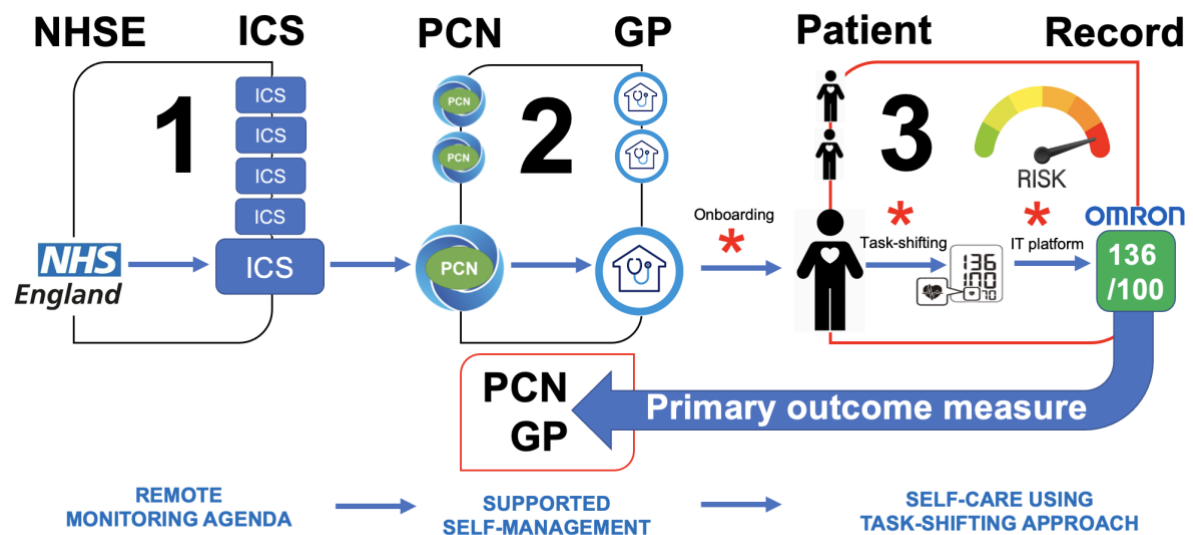 NHSE
ICS
PCN
GP
Patient
Record
1
ICS
ICS
ICS
ICS
ICS
NHS
England
PCN
PCN
PCN
2
Onboarding
*
3
*
Task-shifting
136
100
70
RISK
*
IT platform
OMRON
136
/100
PCN
GP
Primary outcome measure
REMOTE
MONITORING AGENDA
SUPPORTED
SELF-MANAGEMENT
SELF-CARE USING
TASK-SHIFTING APPROACH